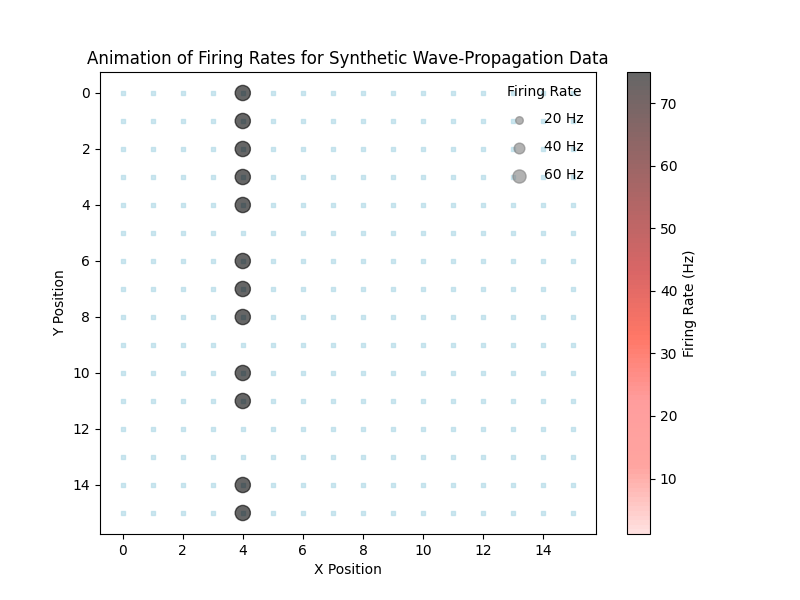 Animation of Firing Rates for Synthetic Wave-Propagation Data
Firing Rate
20 Hz
40 Hz
60 Hz
0
2
4
6
8
10
12
14
Y Position
0 2 4 6 8 10 12 14
X Position
70
60
50
40
30
20
10
Firing Rate (Hz)